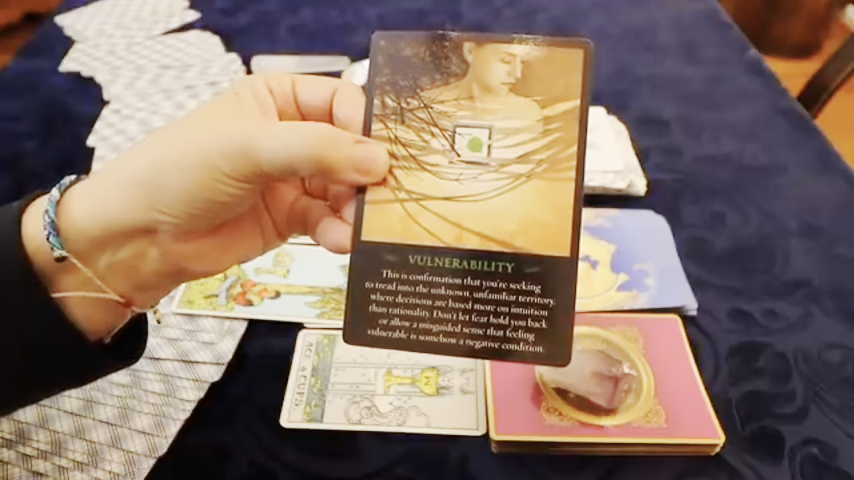 VULNERABILITY
This is confirmation that you're seeking
to tread into the unknown, unfamiliar territory,
where decisions are based more on intuition
than rationality. Don't let fear hold you back
or allow a misguided sense that feeling
vulnerable is somehow a negative condition.